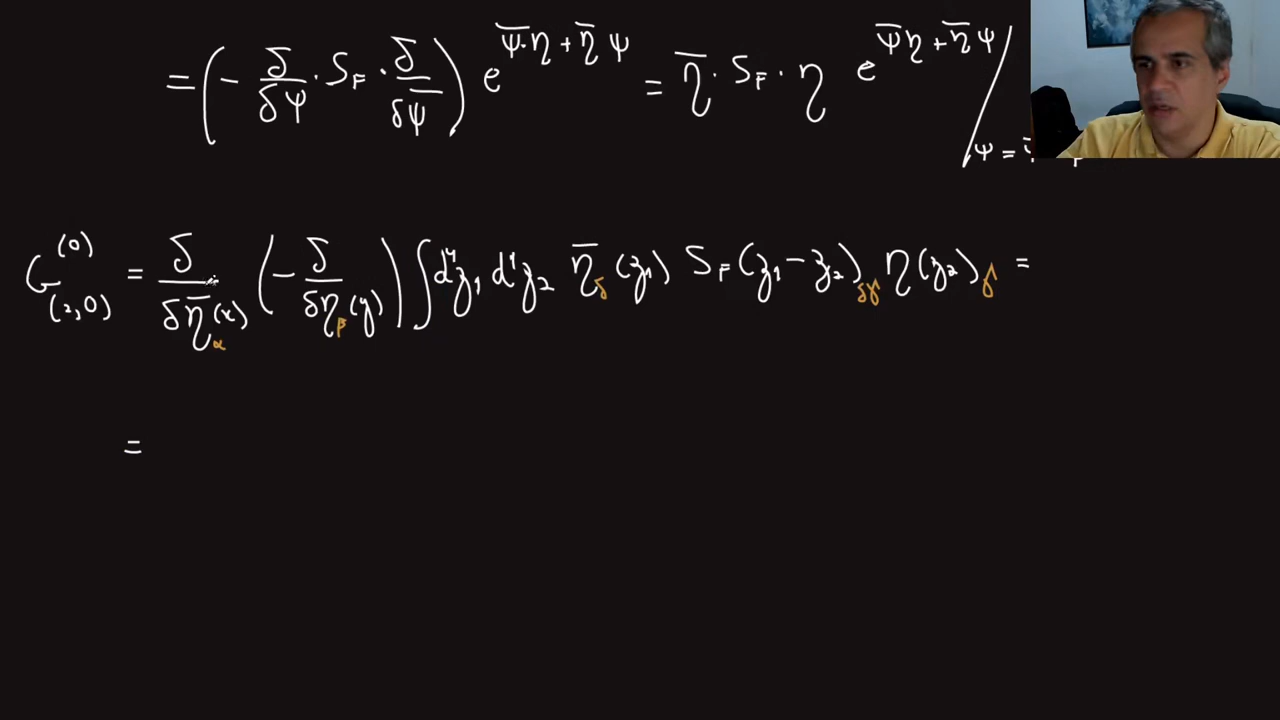 = ( - δ/δψ · S_F · δ/δψ̄ ) e^{ψ̄·η + η̄ψ} = η̄ · S_F · η e^{ψ̄η + η̄ψ} / ψ =
G^{(0)}_{(2,0)} = δ/δη̄_α(x) ( - δ/δη_β(y) ) ∫ d⁴z₁ d⁴z₂ η̄_δ(z₁) S_F(z₁ - z₂)_{δγ} η(z₂)_γ =
=